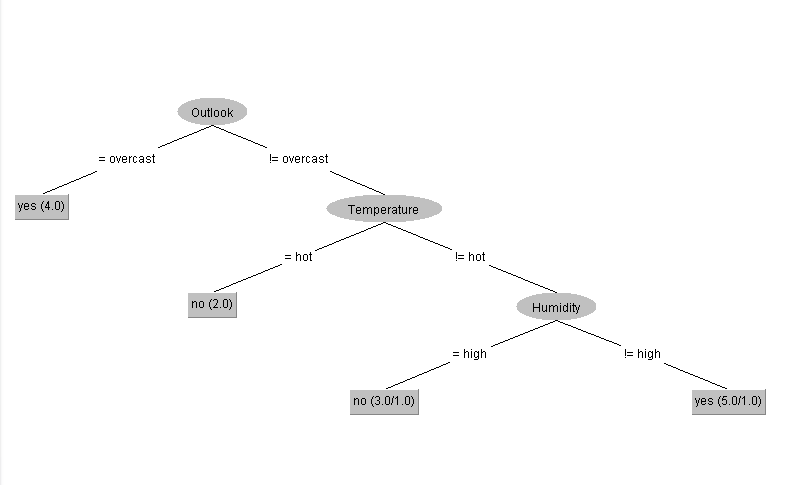 Outlook
= overcast
!= overcast
yes (4.0)
Temperature
= hot
!= hot
no (2.0)
Humidity
= high
!= high
no (3.0/1.0)
yes (5.0/1.0)